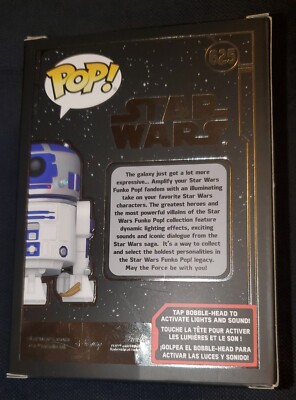 POP!
625
STAR
WARS
The galaxy just got a lot more
expressive... Amplify your Star Wars
Funko Pop! fandom with an illuminating
take on your favorite Star Wars
characters. The greatest heroes and
the most powerful villains of the Star
Wars Funko Pop! collection feature
dynamic lighting effects, exciting
sounds and iconic dialogue from the
Star Wars saga. It's a way to collect
and select the boldest personalities in
the Star Wars Funko Pop! legacy.
May the Force be with you!
TAP BOBBLE-HEAD TO
ACTIVATE LIGHTS AND SOUND!
TOUCHE LA TÊTE POUR ACTIVER
LES LUMIÈRES ET LE SON !
¡GOLPEA EL BOBBLE-HEAD PARA
ACTIVAR LAS LUCES Y SONIDO!